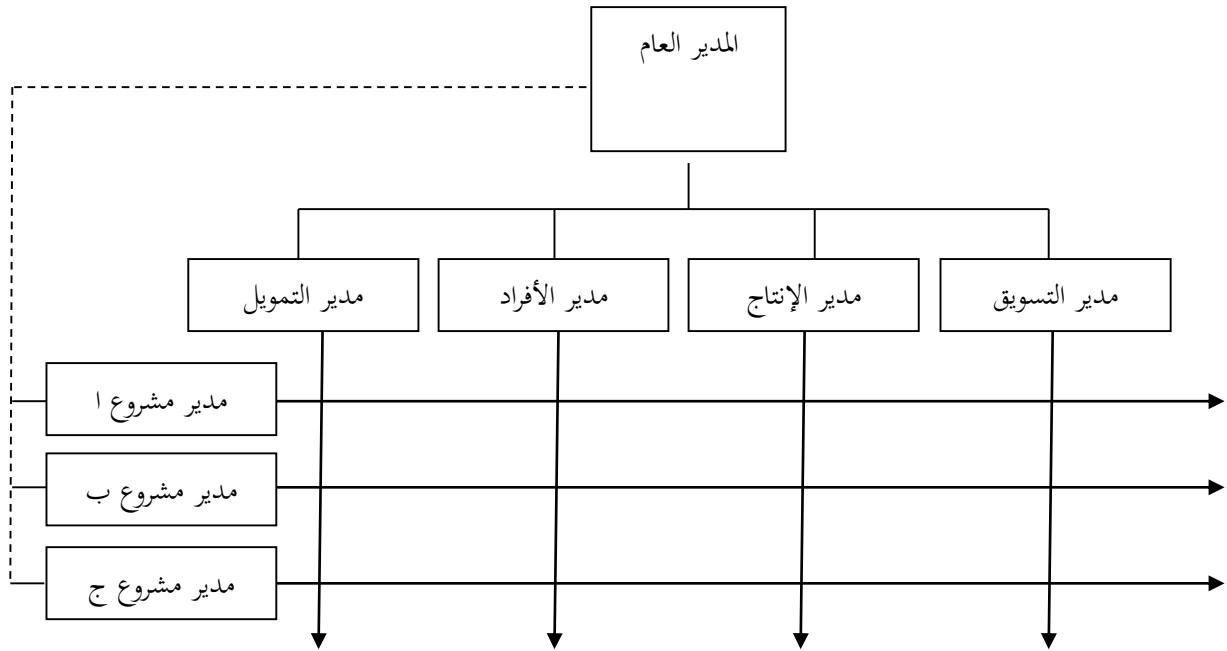 المدير العام
مدير التسويق
مدير الإنتاج
مدير الأفراد
مدير التمويل
مدير مشروع ا
مدير مشروع ب
مدير مشروع ج